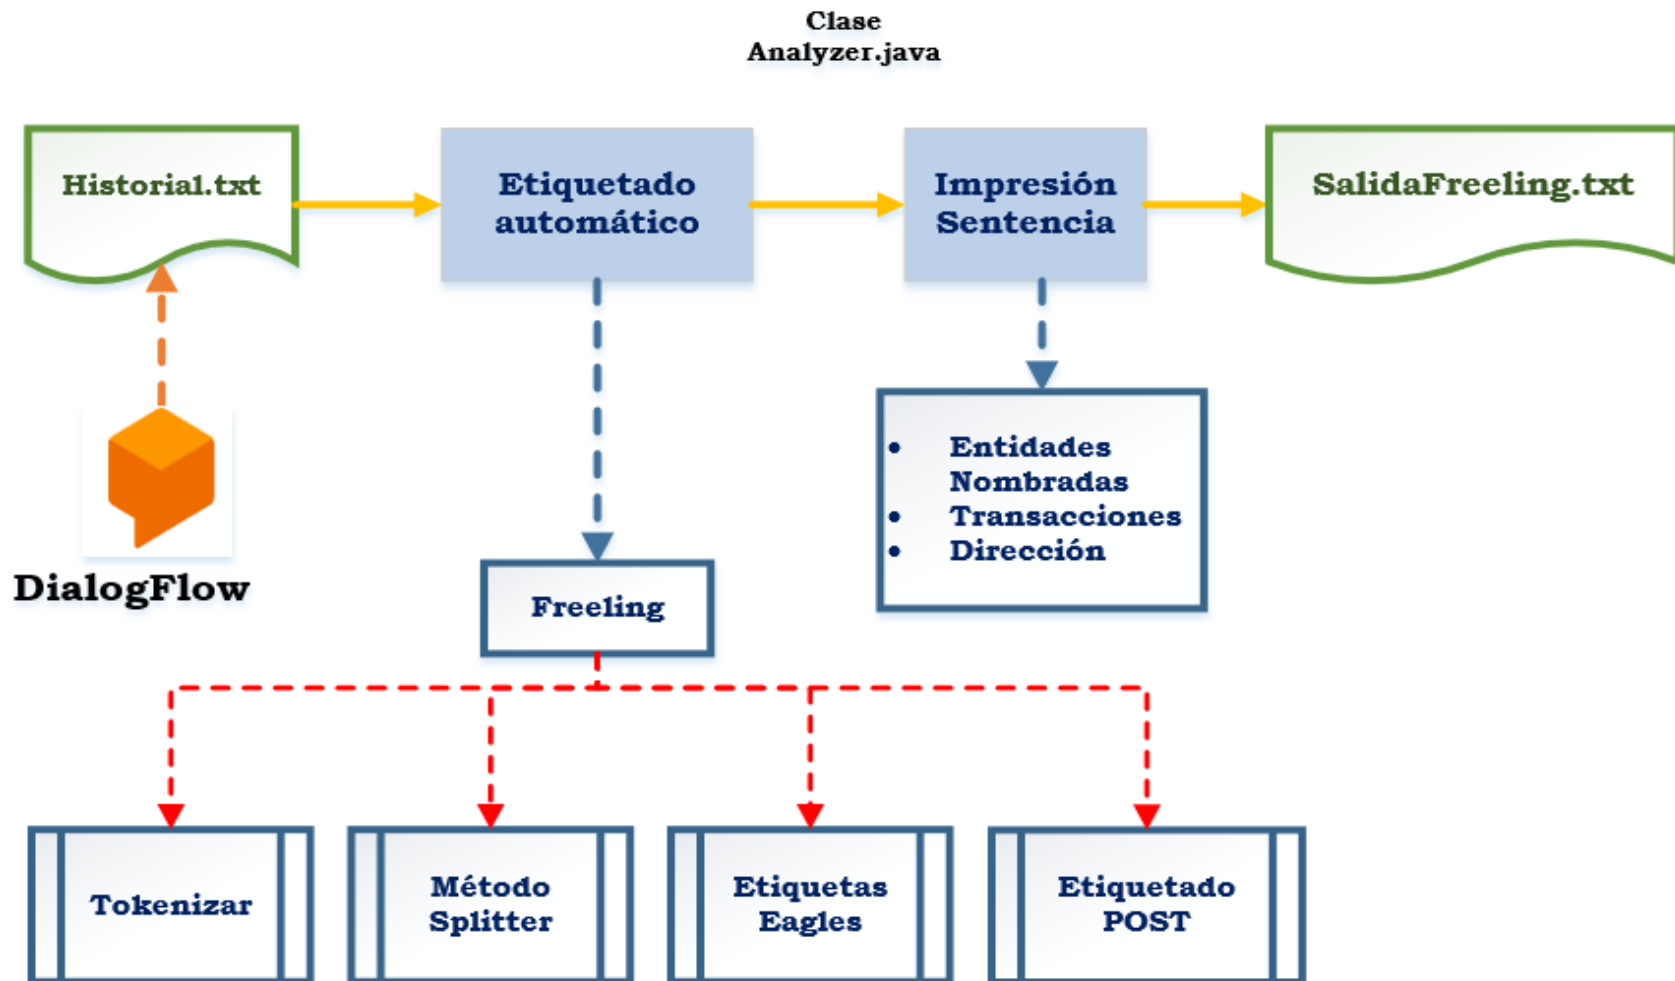 Clase
Analyzer.java
Historial.txt
Etiquetado
automático
Impresión
Sentencia
SalidaFreeling.txt
DialogFlow
• Entidades
Nombradas
• Transacciones
• Dirección
Freeling
Tokenizar
Método
Splitter
Etiquetas
Eagles
Etiquetado
POST